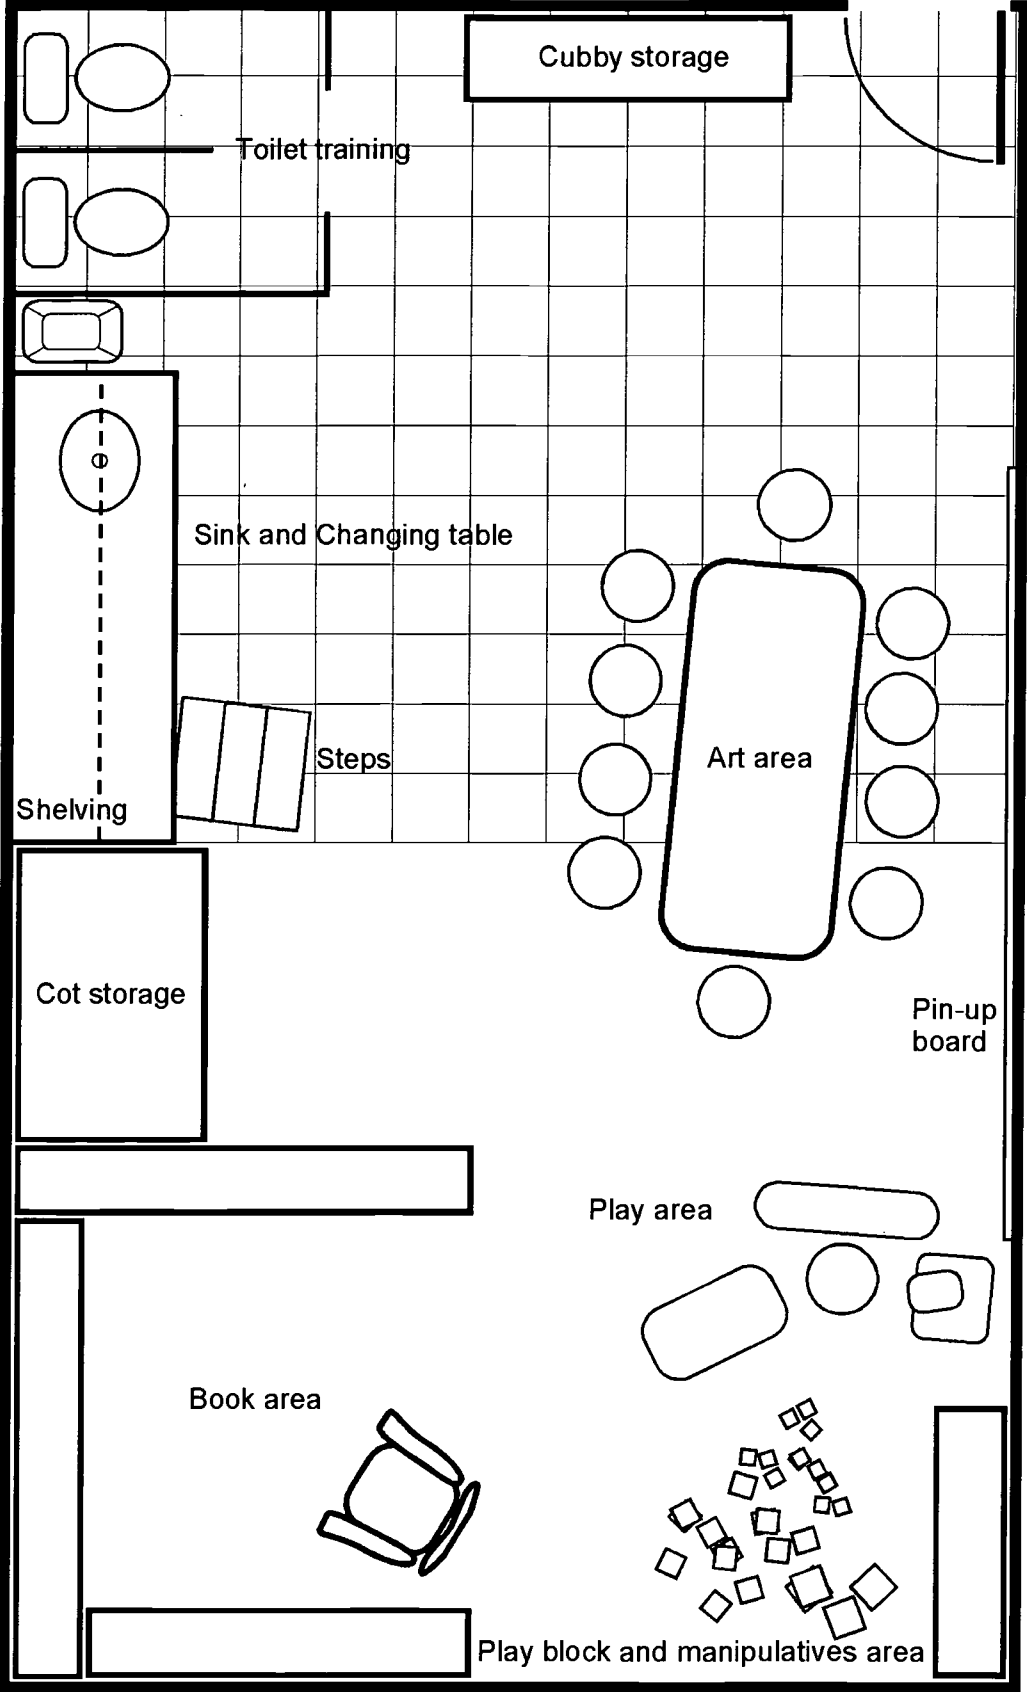 Cubby storage
Toilet training
Sink and Changing table
Steps
Art area
Shelving
Cot storage
Pin-up
board
Play area
Book area
Play block and manipulatives area